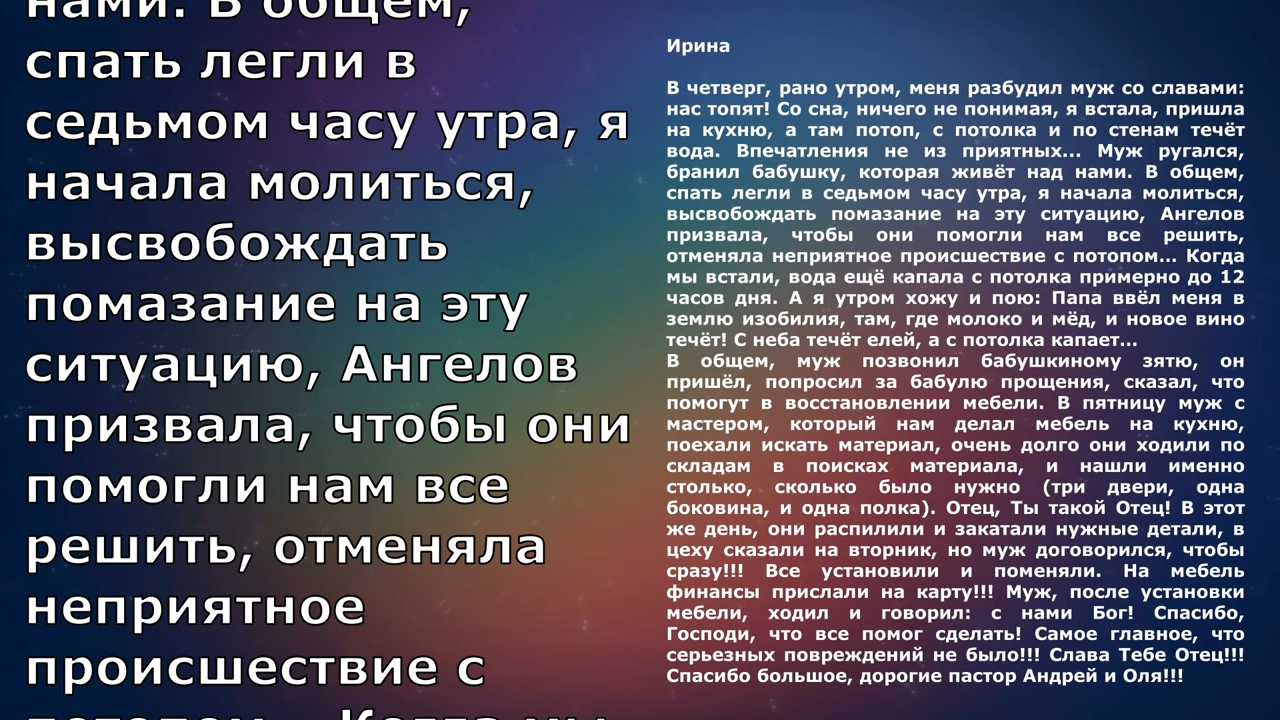 нами. В общем,
спать легли в
седьмом часу утра, я
начала молиться,
высвобождать
помазание на эту
ситуацию, Ангелов
призвала, чтобы они
помогли нам все
решить, отменяла
неприятное
происшествие с
потопом... Когда мы
Ирина
В четверг, рано утром, меня разбудил муж со славами:
нас топят! Со сна, ничего не понимая, я встала, пришла
на кухню, а там потоп, с потолка и по стенам течёт
вода. Впечатления не из приятных... Муж ругался,
бранил бабушку, которая живёт над нами. В общем,
спать легли в седьмом часу утра, я начала молиться,
высвобождать помазание на эту ситуацию, Ангелов
призвала, чтобы они помогли нам все решить,
отменяла неприятное происшествие с потопом... Когда
мы встали, вода ещё капала с потолка примерно до 12
часов дня. А я утром хожу и пою: Папа ввёл меня в
землю изобилия, там, где молоко и мёд, и новое вино
течёт! С неба течёт елей, а с потолка капает...
В общем, муж позвонил бабушкиному зятю, он
пришёл, попросил за бабулю прощения, сказал, что
помогут в восстановлении мебели. В пятницу муж с
мастером, который нам делал мебель на кухню,
поехали искать материал, очень долго они ходили по
складам в поисках материала, и нашли именно
столько, сколько было нужно (три двери, одна
боковина, и одна полка). Отец, Ты такой Отец! В этот
же день, они распилили и закатали нужные детали, в
цеху сказали на вторник, но муж договорился, чтобы
сразу!!! Все установили и поменяли. На мебель
финансы прислали на карту!!! Муж, после установки
мебели, ходил и говорил: с нами Бог! Спасибо,
Господи, что все помог сделать! Самое главное, что
серьезных повреждений не было!!! Слава Тебе Отец!!!
Спасибо большое, дорогие пастор Андрей и Оля!!!